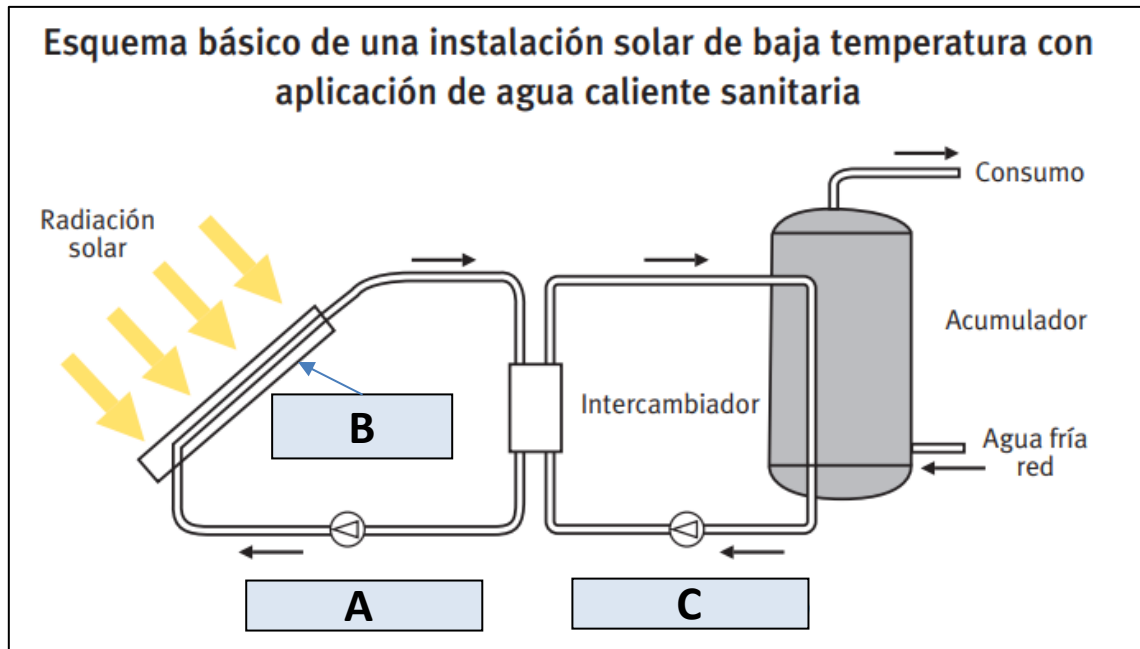 Esquema básico de una instalación solar de baja temperatura con
aplicación de agua caliente sanitaria
Consumo
Radiación
solar
Acumulador
Intercambiador
B
Agua fría
red
A
C